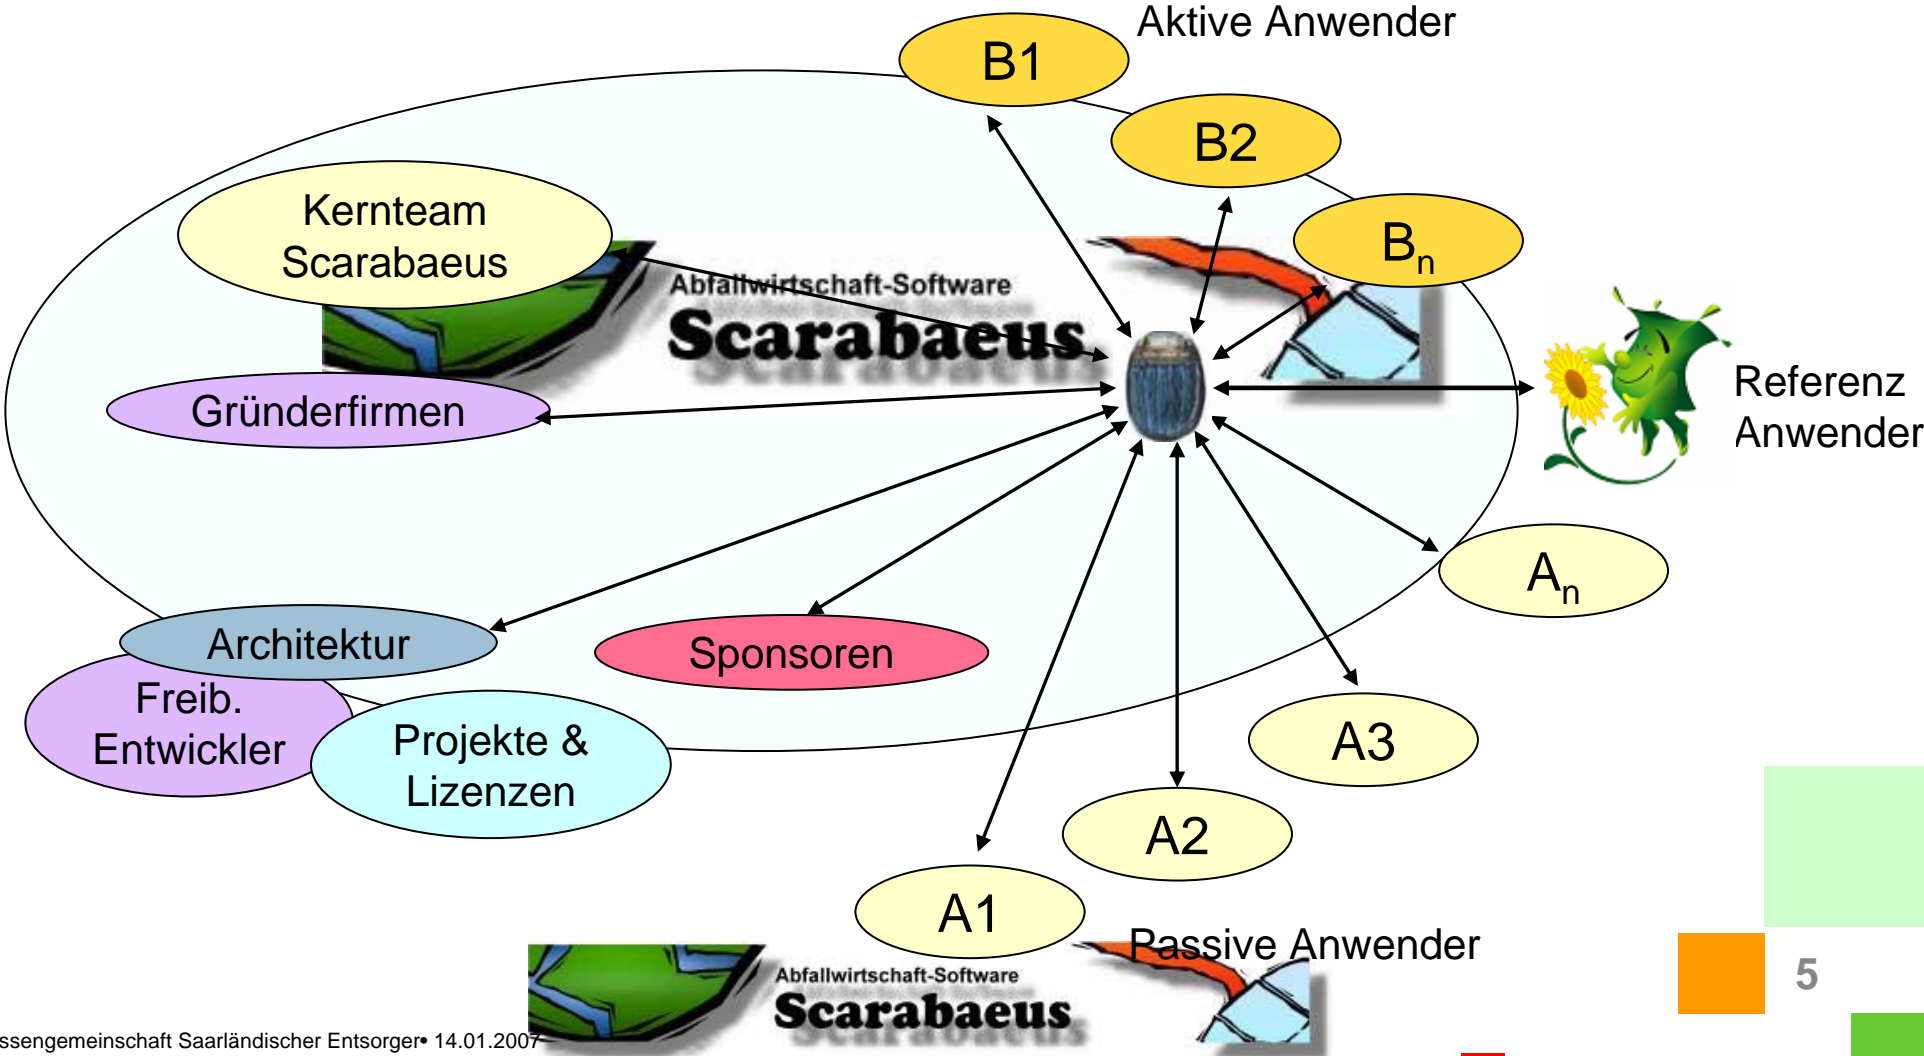 Aktive Anwender
B1
B2
Bn
Kernteam
Scarabaeus
Abfallwirtschaft-Software
Scarabaeus
Gründerfirmen
Referenz
Anwender
An
Architektur
Sponsoren
Freib.
Entwickler
Projekte &
Lizenzen
A3
A2
A1
Passive Anwender
Abfallwirtschaft-Software
Scarabaeus
5
ssengemeinschaft Saarländischer Entsorger• 14.01.2007